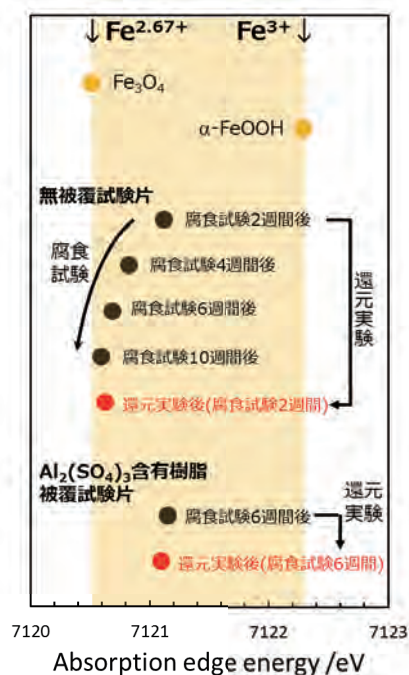 ↓ Fe2.67+ Fe3+ ↓
Fe3O4
α-FeOOH
無被覆試験片
腐食試験2週間後
腐食
試験
腐食試験4週間後
腐食試験6週間後
腐食試験10週間後
還元実験
還元実験後(腐食試験2週間)
Al2(SO4)3含有樹脂
被覆試験片
腐食試験6週間後
還元
実験
還元実験後(腐食試験6週間)
7120 7121 7122 7123
Absorption edge energy /eV